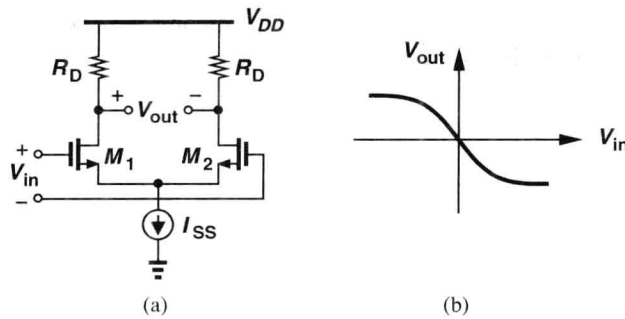 V_DD
R_D
R_D
+ V_out −
+
V_in
−
M_1
M_2
I_SS
(a)
V_out
V_in
(b)